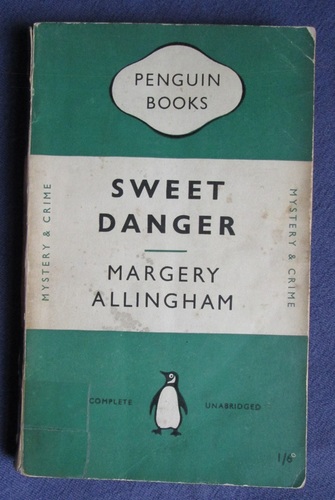 PENGUIN
BOOKS
SWEET
DANGER
MARGERY
ALLINGHAM
MYSTERY & CRIME
MYSTERY & CRIME
COMPLETE UNABRIDGED
1/6